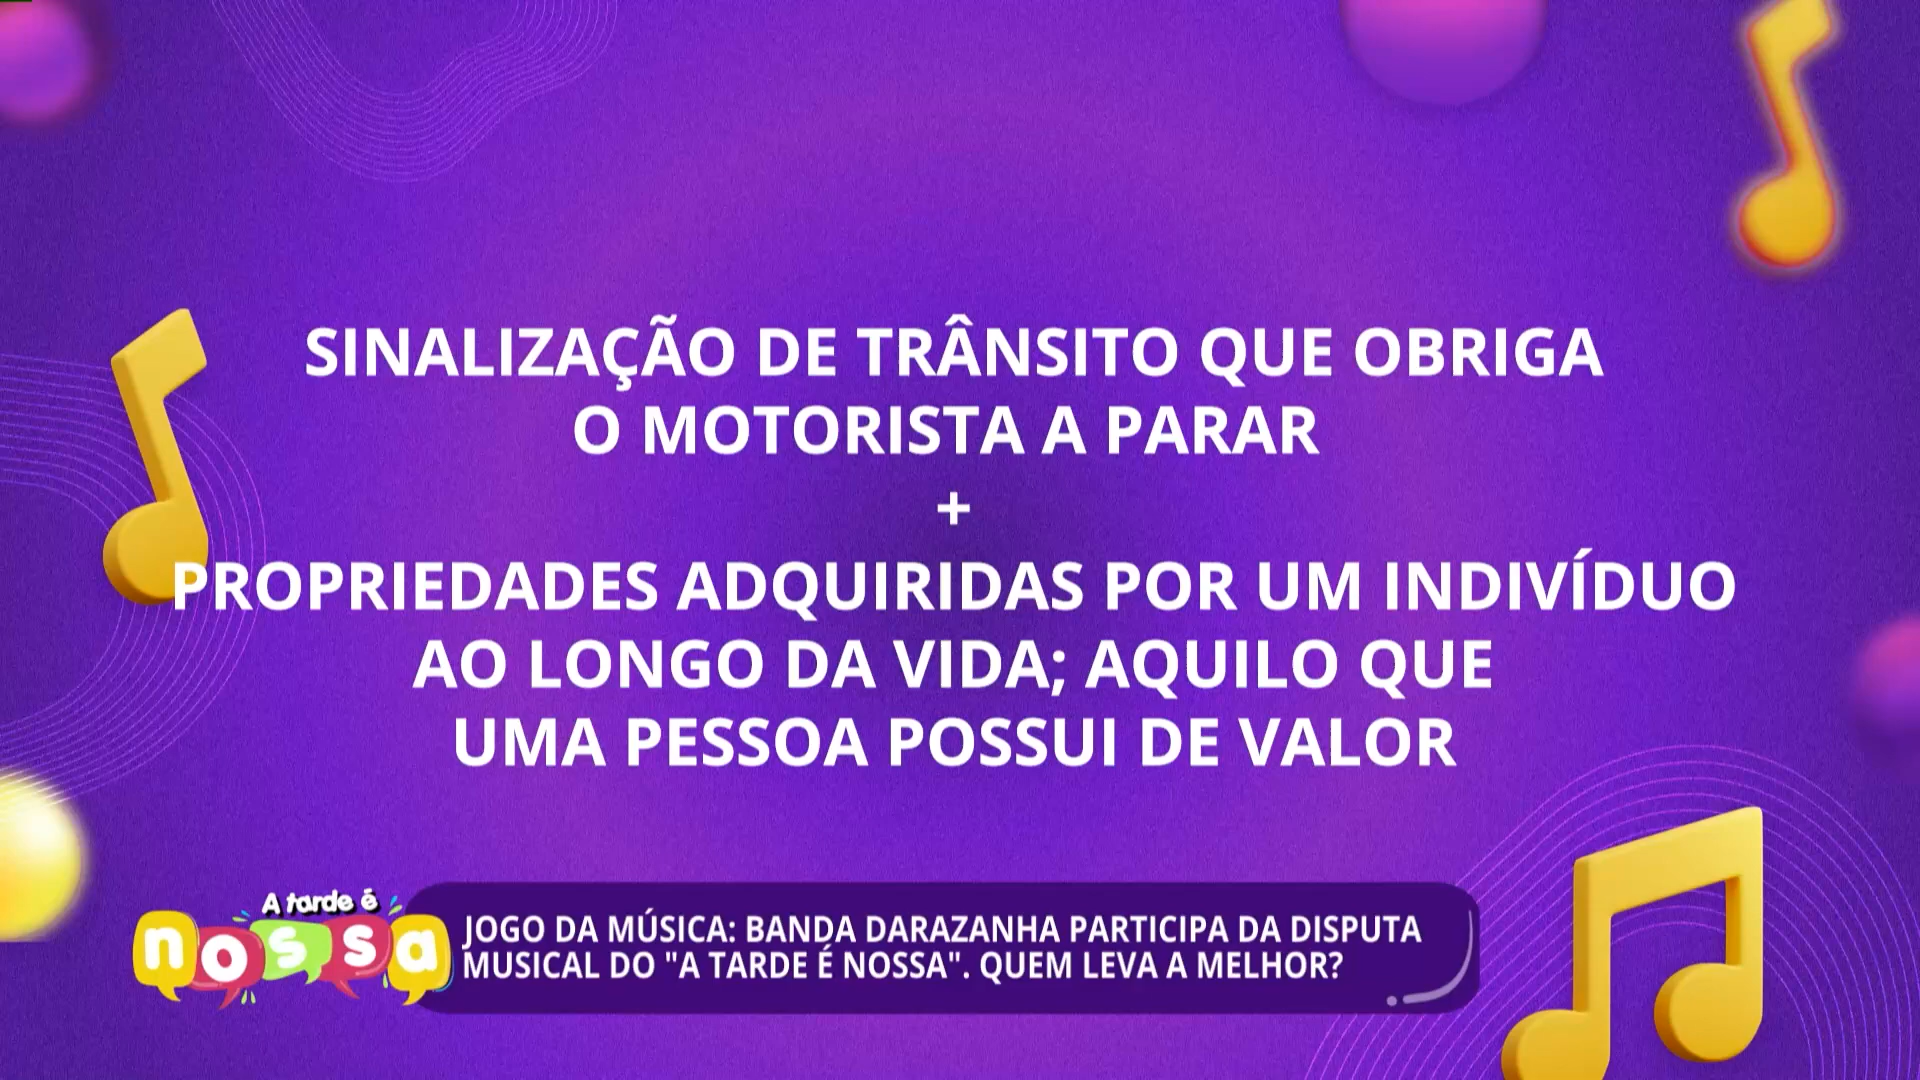 SINALIZAÇÃO DE TRÂNSITO QUE OBRIGA
O MOTORISTA A PARAR
+
PROPRIEDADES ADQUIRIDAS POR UM INDIVÍDUO
AO LONGO DA VIDA; AQUILO QUE
UMA PESSOA POSSUI DE VALOR
A tarde é
nossa
JOGO DA MÚSICA: BANDA DARAZANHA PARTICIPA DA DISPUTA
MUSICAL DO "A TARDE É NOSSA". QUEM LEVA A MELHOR?